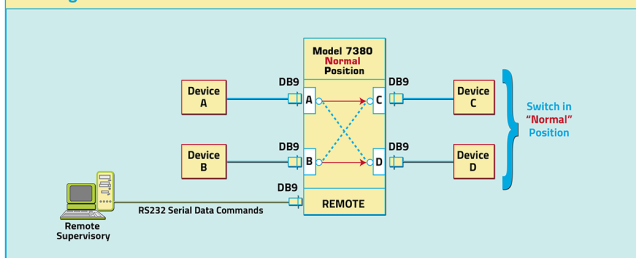 Model 7380
Normal
Position
DB9
DB9
Device
A
A
C
Device
C
Switch in
"Normal"
Position
DB9
DB9
Device
B
B
D
Device
D
DB9
REMOTE
RS232 Serial Data Commands
Remote
Supervisory